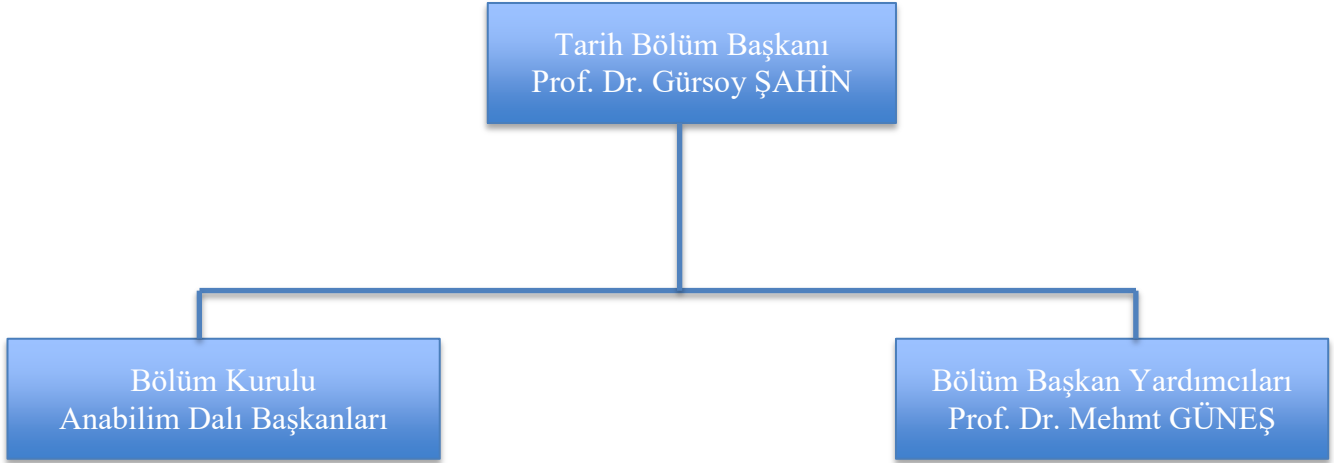 Tarih Bölüm Başkanı
Prof. Dr. Gürsoy ŞAHİN
Bölüm Kurulu
Anabilim Dalı Başkanları
Bölüm Başkan Yardımcıları
Prof. Dr. Mehmt GÜNEŞ